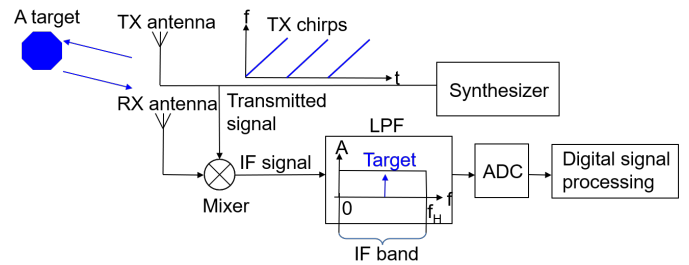 A target
TX antenna
f
TX chirps
t
Synthesizer
RX antenna
Transmitted
signal
LPF
A
Target
IF signal
ADC
Digital signal
processing
Mixer
0
f
fH
IF band